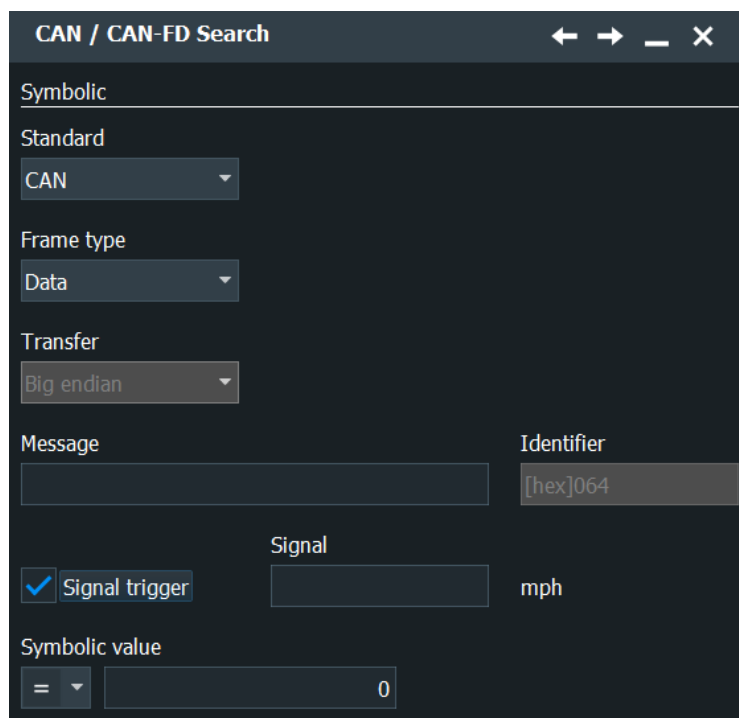 CAN / CAN-FD Search
Symbolic
Standard
CAN
Frame type
Data
Transfer
Big endian
Message Identifier
[hex]064
Signal
Signal trigger mph
Symbolic value
= 0